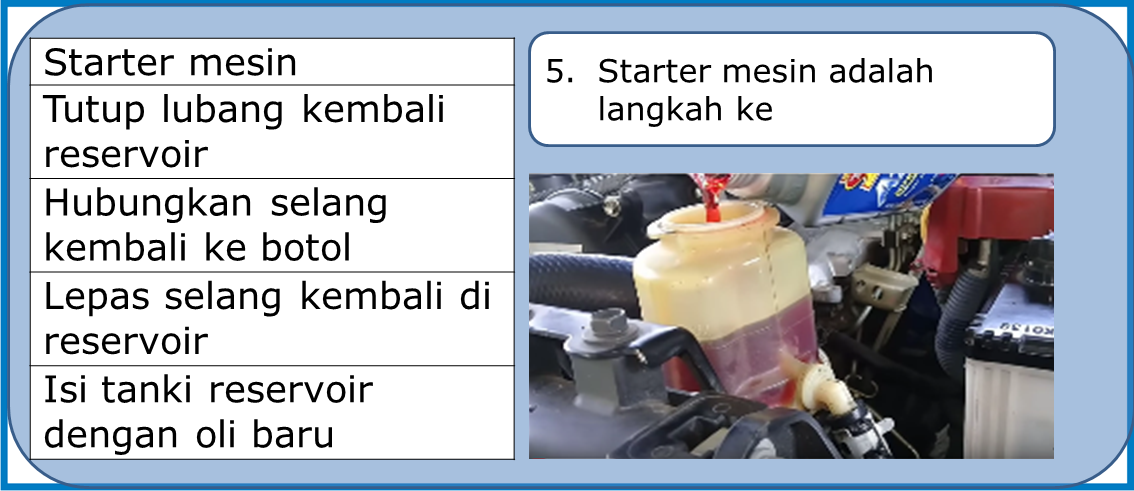 Starter mesin
Tutup lubang kembali
reservoir
Hubungkan selang
kembali ke botol
Lepas selang kembali di
reservoir
Isi tanki reservoir
dengan oli baru
5. Starter mesin adalah
langkah ke